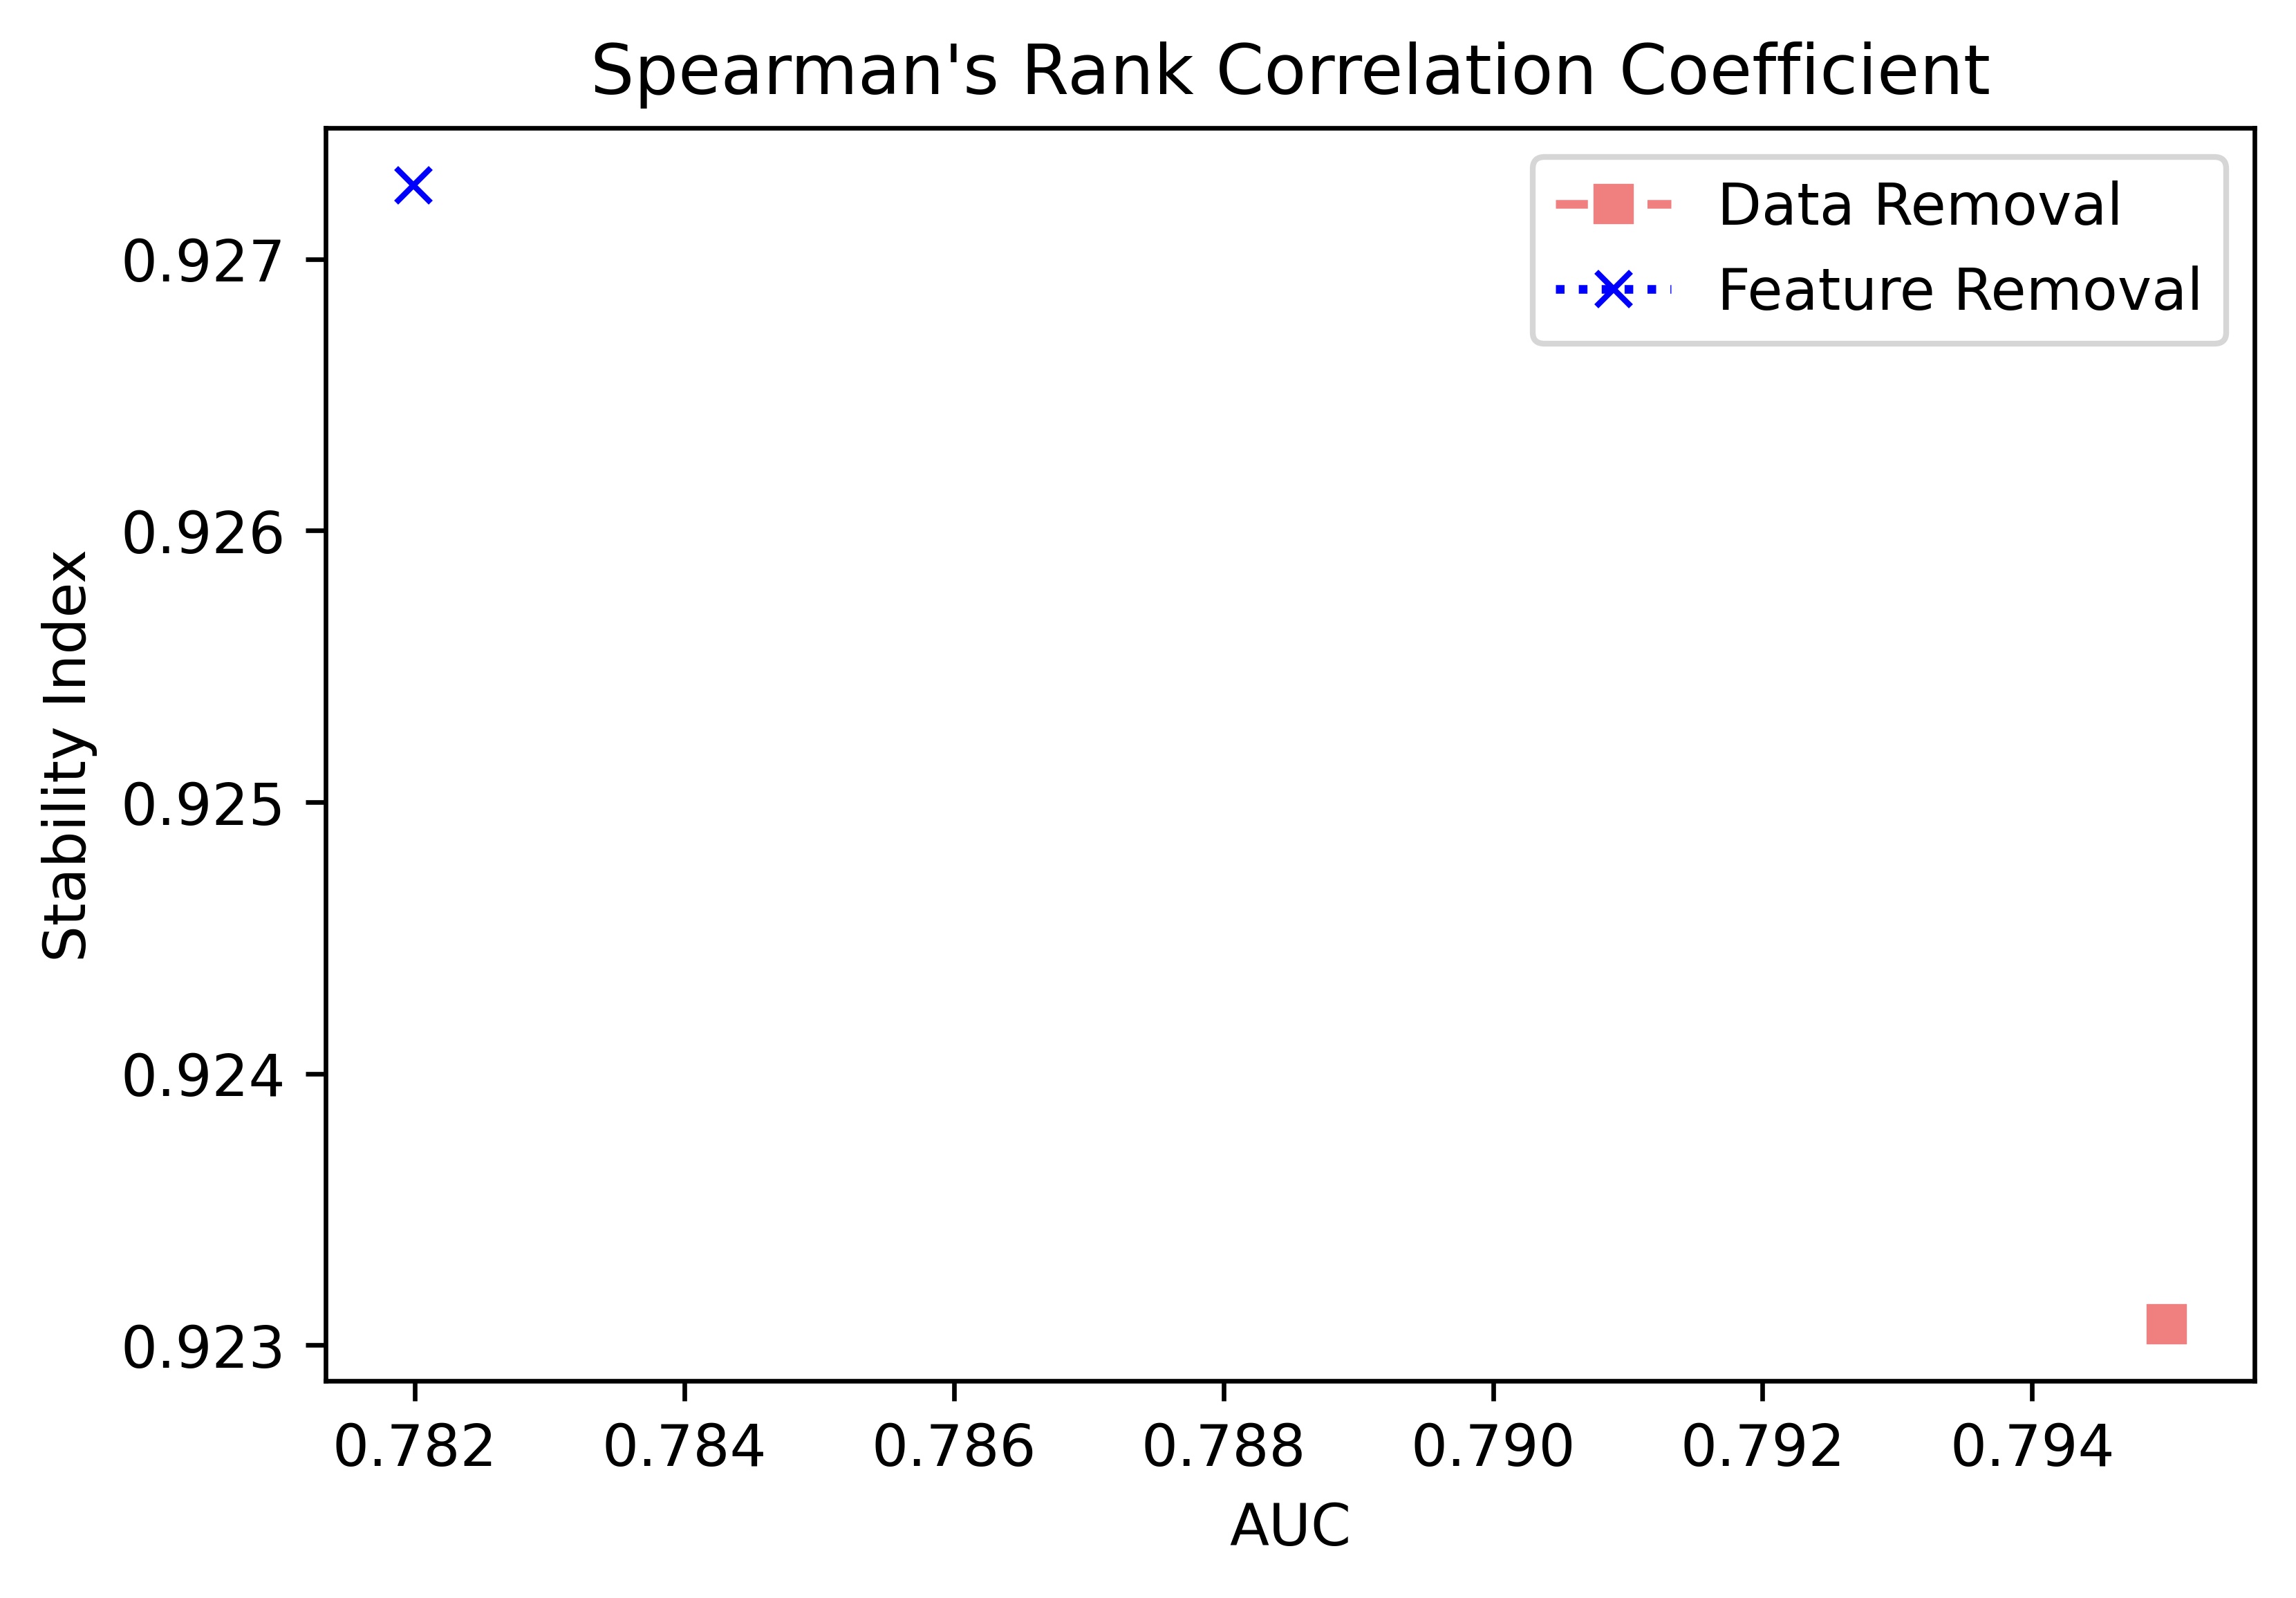 Spearman's Rank Correlation Coefficient
Data Removal
Feature Removal
0.927
0.926
0.925
0.924
0.923
Stability Index
0.782 0.784 0.786 0.788 0.790 0.792 0.794
AUC